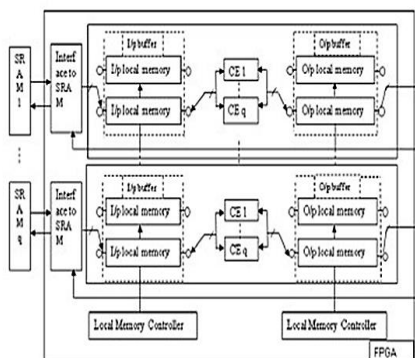 SR
A
M 1
Interf
ace to
SRA
M
I/p buffer
I/p local memory
I/p local memory
CE 1
CE q
O/p buffer
O/p local memory
O/p local memory
SR
A
M q
Interf
ace to
SRA
M
I/p buffer
I/p local memory
I/p local memory
CE 1
CE q
O/p buffer
O/p local memory
O/p local memory
Local Memory Controller
Local Memory Controller
FPGA